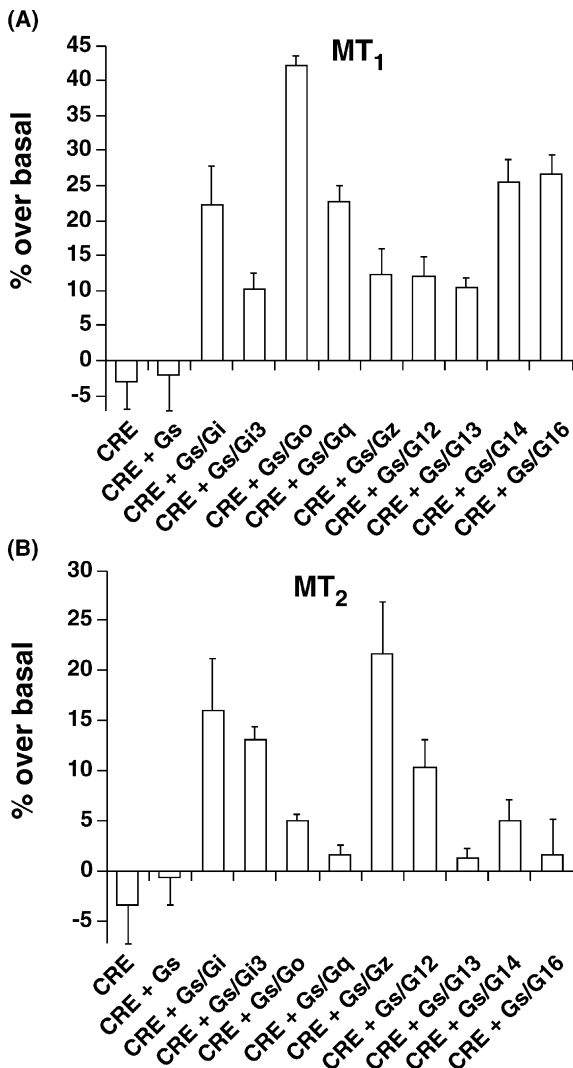 (A)
MT1
% over basal
45
40
35
30
25
20
15
10
5
0
-5
CRE
CRE + Gs
CRE + Gs/Gi
CRE + Gs/Gi3
CRE + Gs/Go
CRE + Gs/Gq
CRE + Gs/Gz
CRE + Gs/G12
CRE + Gs/G13
CRE + Gs/G14
CRE + Gs/G16
(B)
MT2
% over basal
30
25
20
15
10
5
0
-5
CRE
CRE + Gs
CRE + Gs/Gi
CRE + Gs/Gi3
CRE + Gs/Go
CRE + Gs/Gq
CRE + Gs/Gz
CRE + Gs/G12
CRE + Gs/G13
CRE + Gs/G14
CRE + Gs/G16